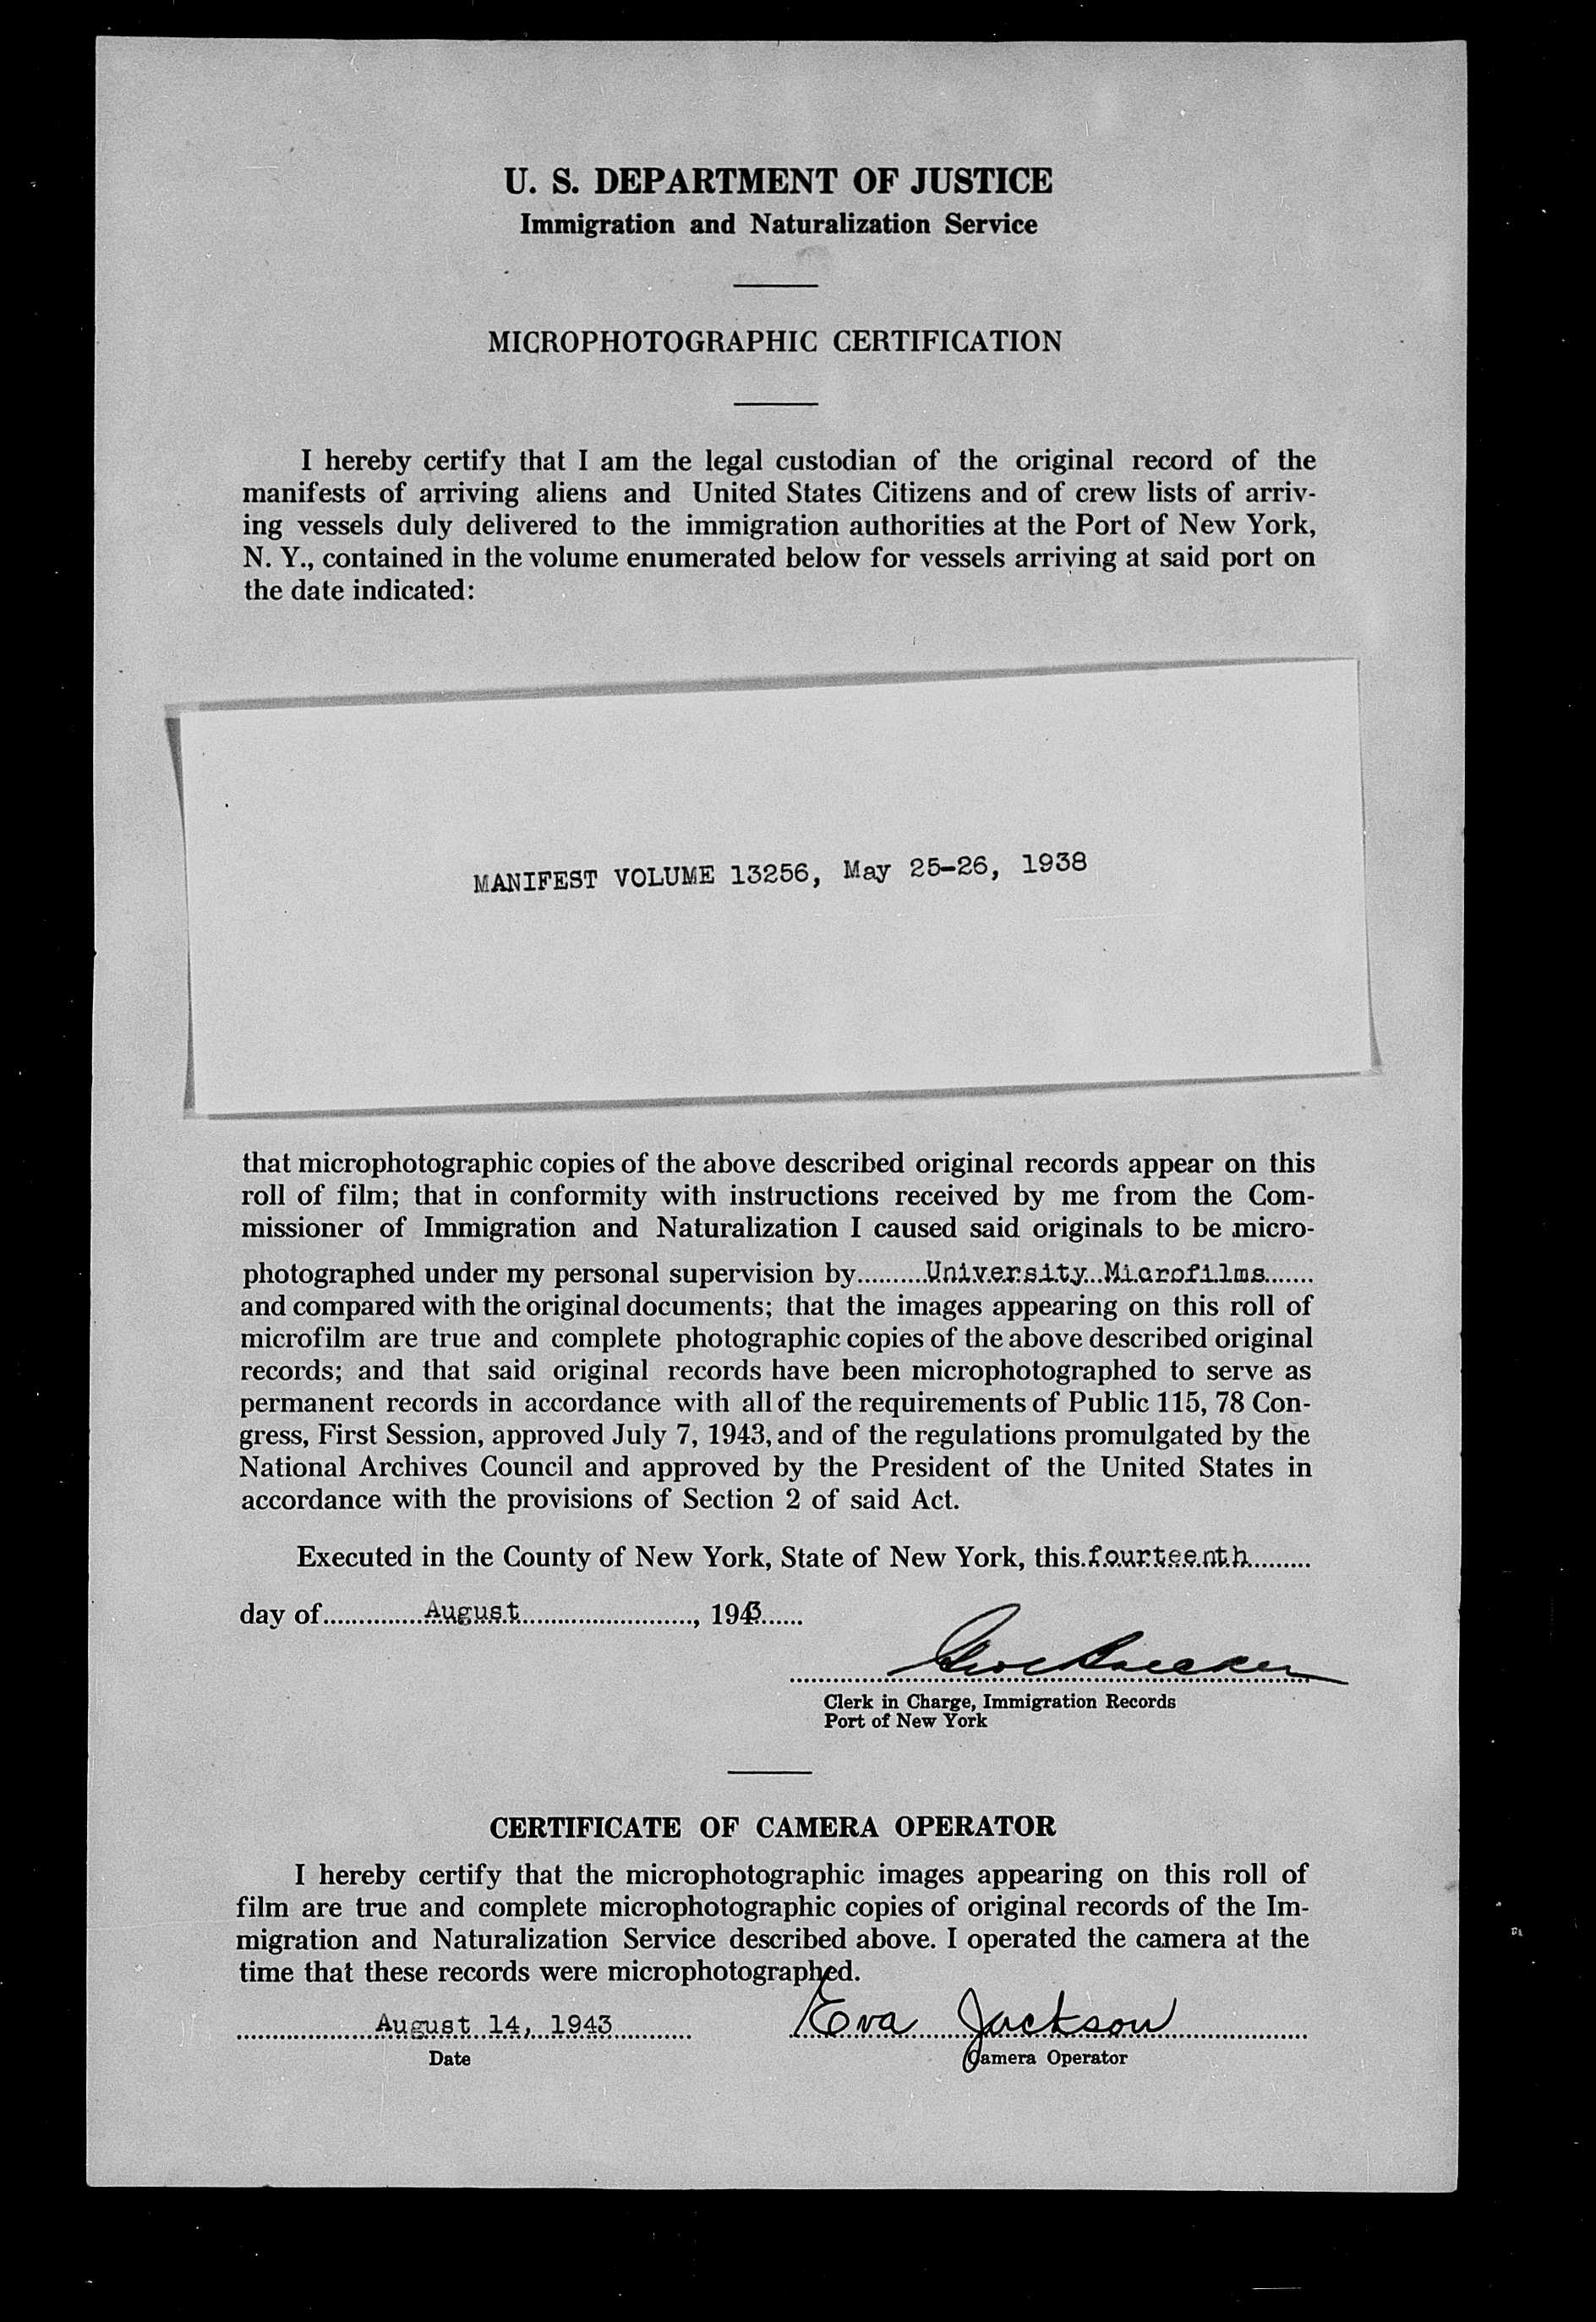 U. S. DEPARTMENT OF JUSTICE
Immigration and Naturalization Service
MICROPHOTOGRAPHIC CERTIFICATION
I hereby certify that I am the legal custodian of the original record of the
manifests of arriving aliens and United States Citizens and of crew lists of arriv-
ing vessels duly delivered to the immigration authorities at the Port of New York,
N. Y., contained in the volume enumerated below for vessels arriving at said port on
the date indicated:
MANIFEST VOLUME 13256, May 25-26, 1938
that microphotographic copies of the above described original records appear on this
roll of film; that in conformity with instructions received by me from the Com-
missioner of Immigration and Naturalization I caused said originals to be micro-
photographed under my personal supervision by University Microfilms
and compared with the original documents; that the images appearing on this roll of
microfilm are true and complete photographic copies of the above described original
records; and that said original records have been microphotographed to serve as
permanent records in accordance with all of the requirements of Public 115, 78 Con-
gress, First Session, approved July 7, 1943, and of the regulations promulgated by the
National Archives Council and approved by the President of the United States in
accordance with the provisions of Section 2 of said Act.
Executed in the County of New York, State of New York, this fourteenth
day of August, 1943
Clerk in Charge, Immigration Records
Port of New York
CERTIFICATE OF CAMERA OPERATOR
I hereby certify that the microphotographic images appearing on this roll of
film are true and complete microphotographic copies of original records of the Im-
migration and Naturalization Service described above. I operated the camera at the
time that these records were microphotographed.
August 14, 1943 Eva Jackson
Date Camera Operator